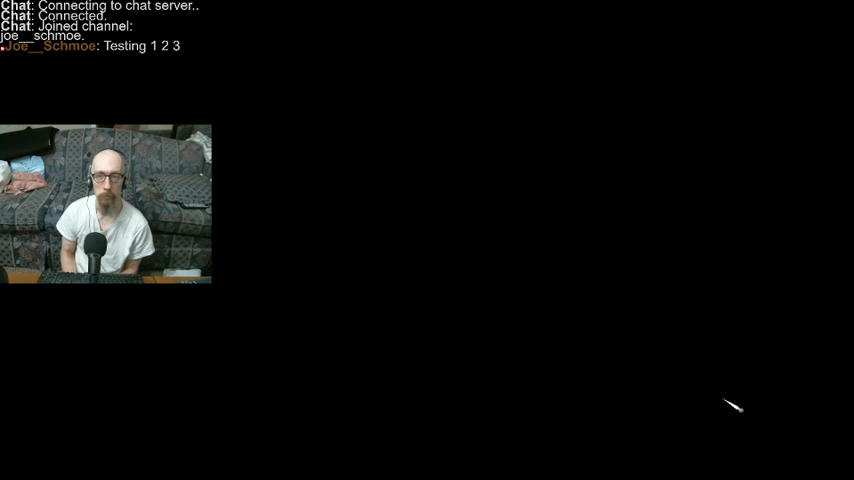 Chat: Connecting to chat server..
Chat: Connected.
Chat: Joined channel:
joe__schmoe.
Joe__Schmoe: Testing 1 2 3